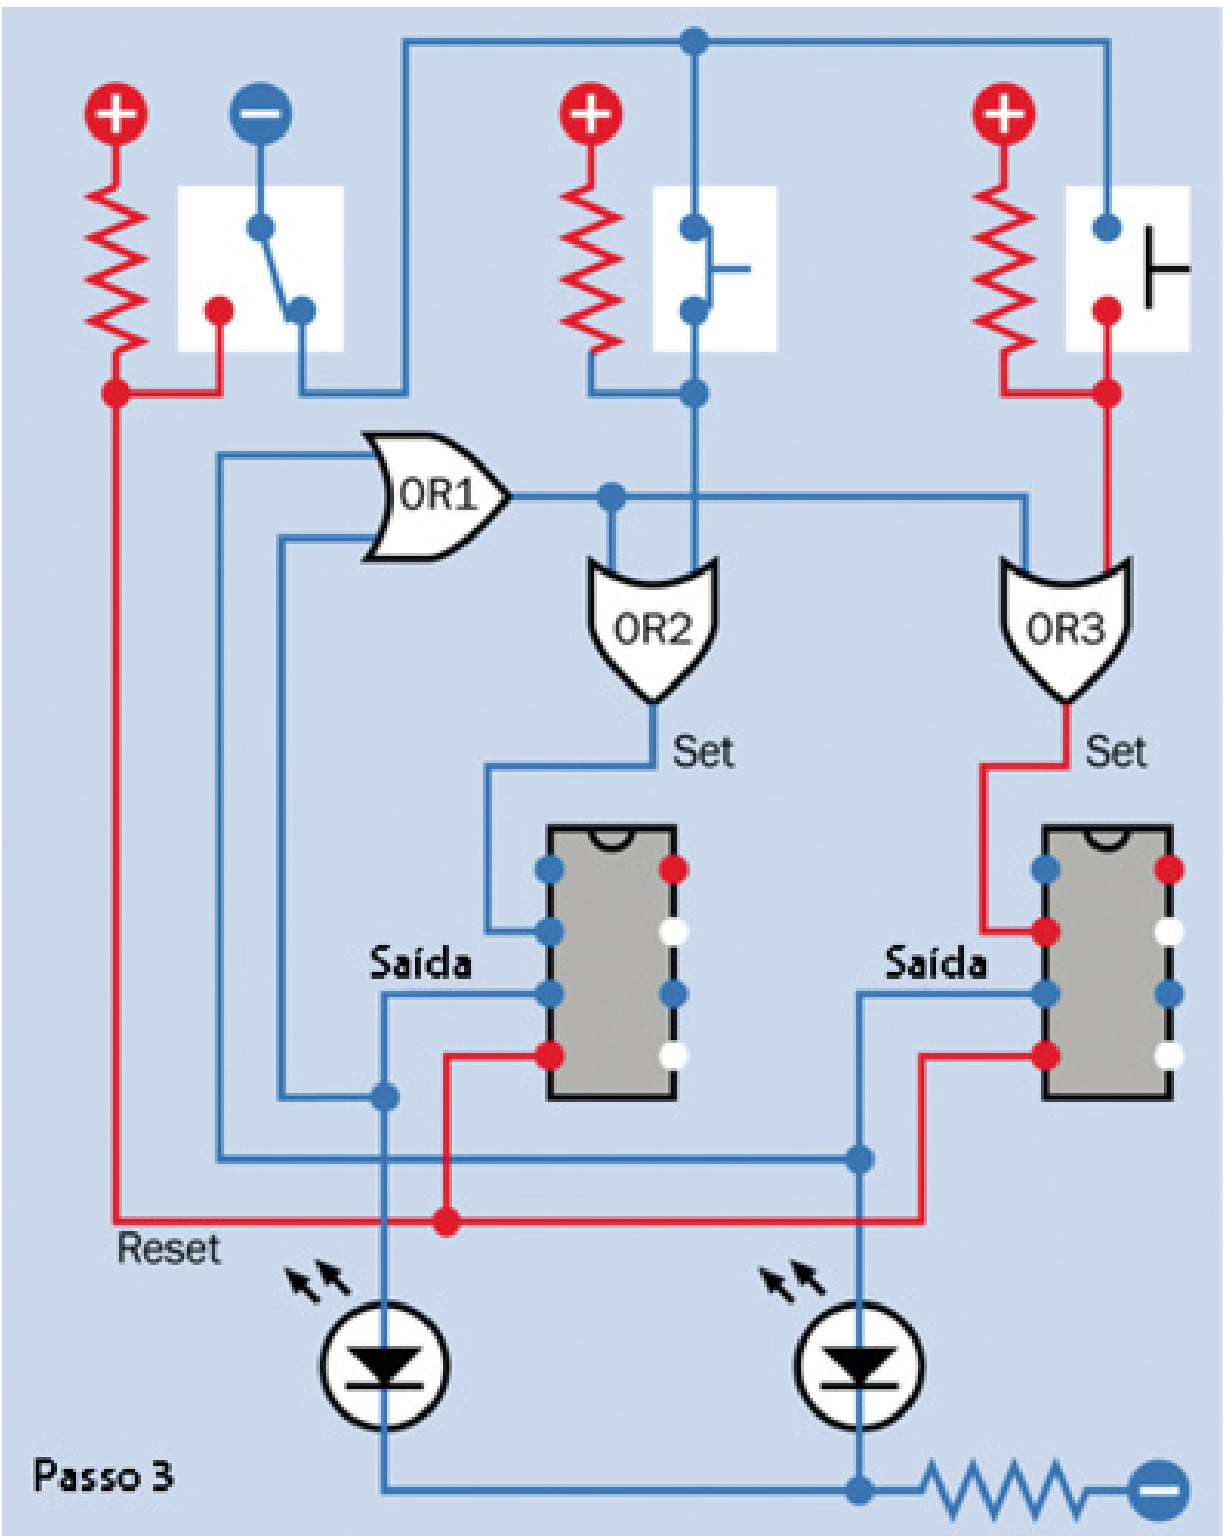 +
−
+
+
OR1
OR2
OR3
Set
Set
Saída
Saída
Reset
Passo 3
−